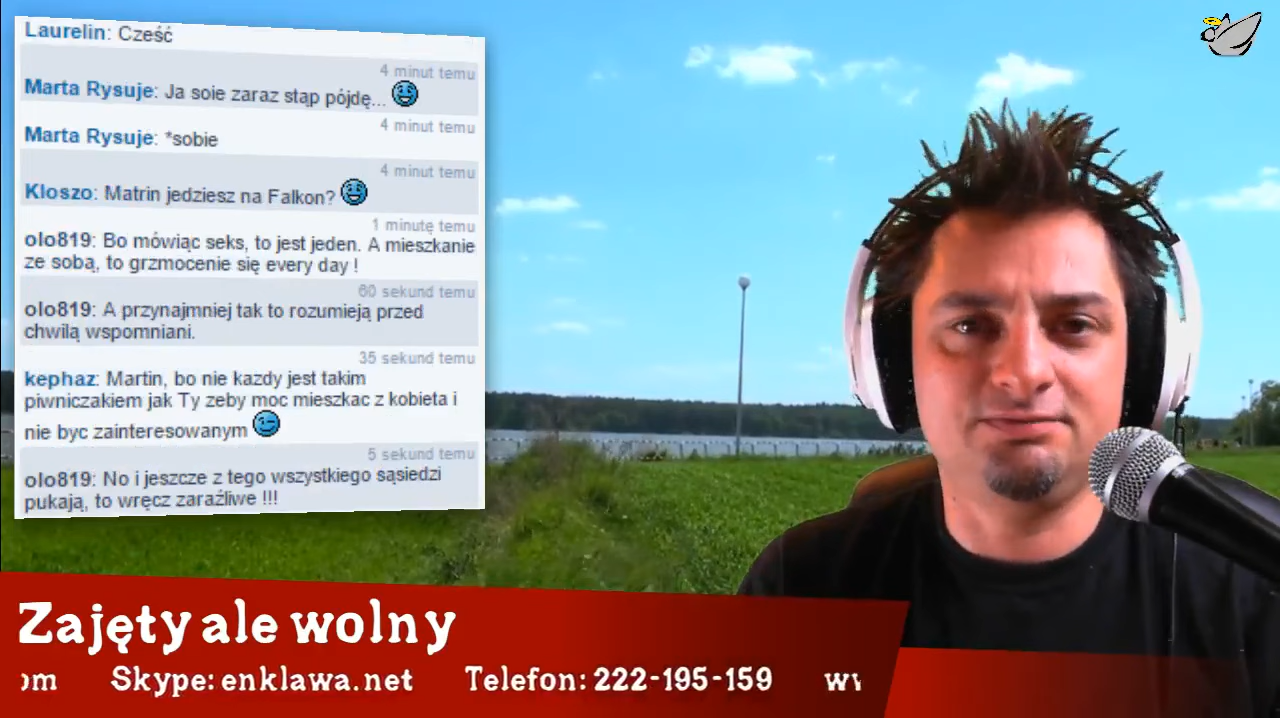 Laurelin: Cześć
4 minut temu
Marta Rysuje: Ja soie zaraz stąp pójdę...
4 minut temu
Marta Rysuje: *sobie
4 minut temu
Kloszo: Matrin jedziesz na Falkon?
1 minutę temu
olo819: Bo mówiąc seks, to jest jeden. A mieszkanie
ze sobą, to grzmocenie się every day !
60 sekund temu
olo819: A przynajmniej tak to rozumieją przed
chwilą wspomniani.
35 sekund temu
kephaz: Martin, bo nie kazdy jest takim
piwniczakiem jak Ty zeby moc mieszkac z kobieta i
nie byc zainteresowanym
5 sekund temu
olo819: No i jeszcze z tego wszystkiego sąsiedzi
pukają, to wręcz zaraźliwe !!!
Zajęty ale wolny
om Skype: enklawa.net Telefon: 222-195-159 ww